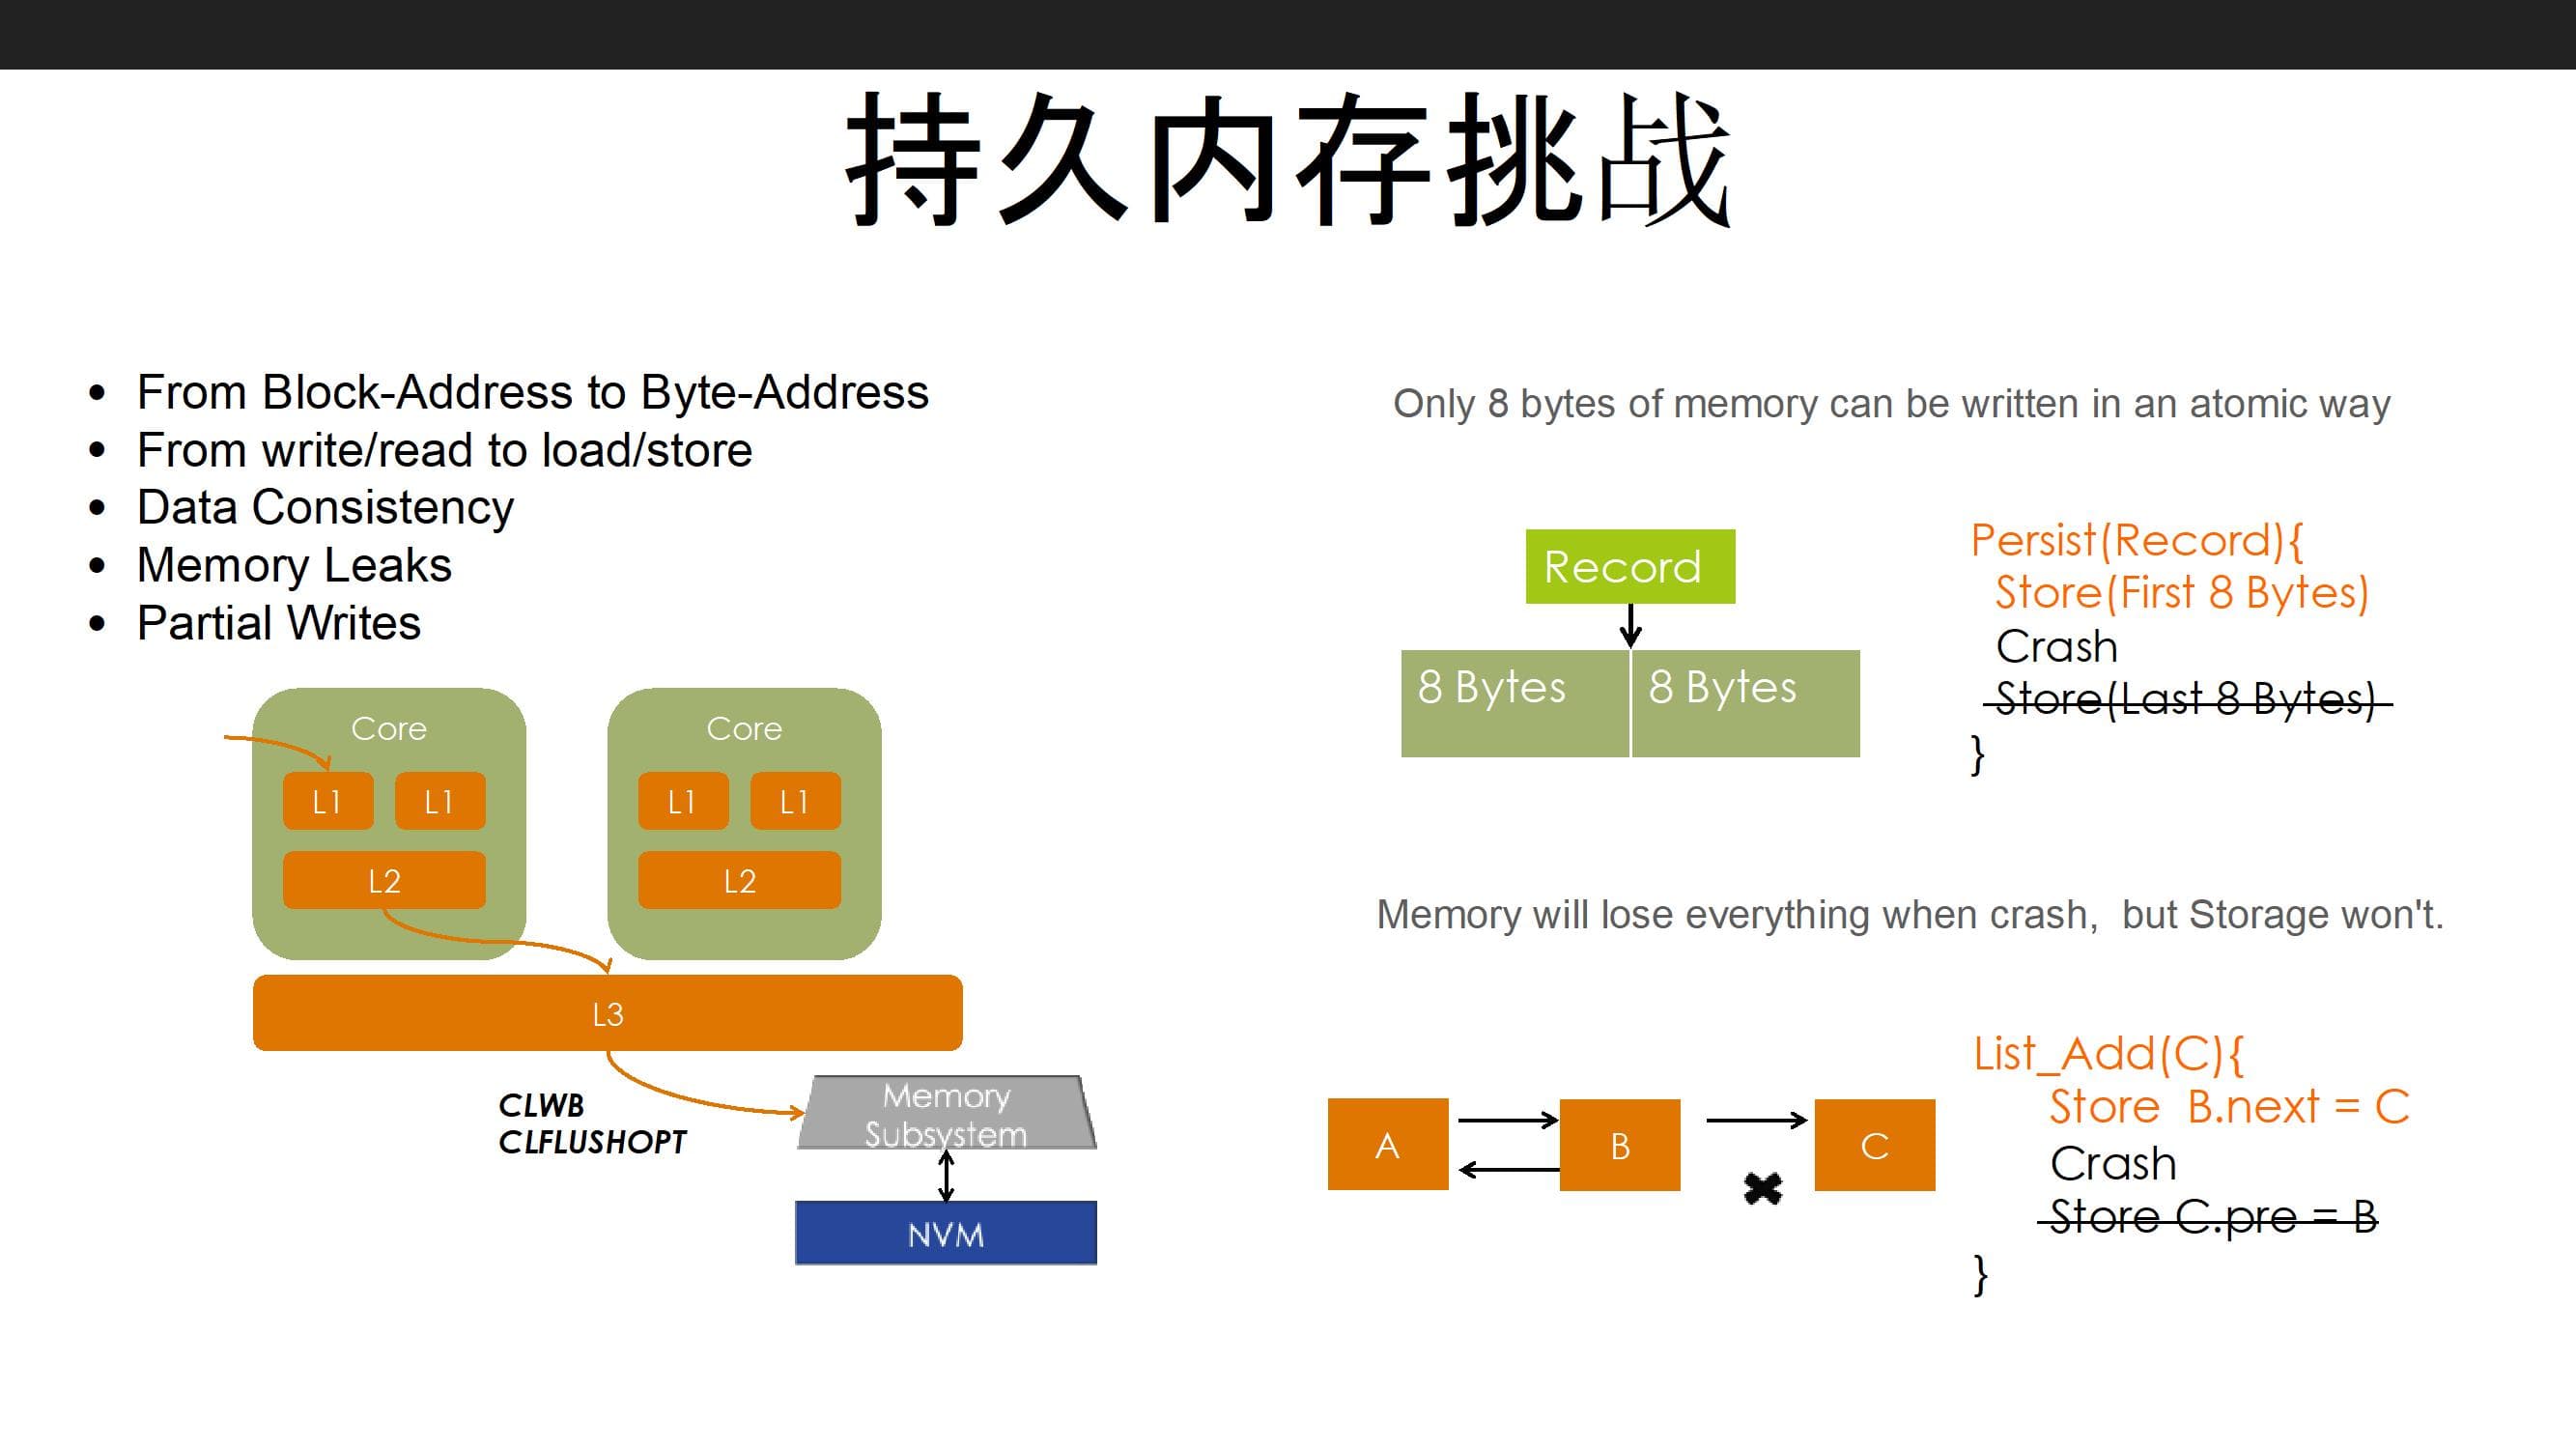 持久内存挑战
• From Block-Address to Byte-Address
• From write/read to load/store
• Data Consistency
• Memory Leaks
• Partial Writes
Core
L1 L1
L2
Core
L1 L1
L2
L3
CLWB
CLFLUSHOPT
Memory
Subsystem
NVM
Only 8 bytes of memory can be written in an atomic way
Record
8 Bytes 8 Bytes
Persist(Record){
Store(First 8 Bytes)
Crash
Store(Last 8 Bytes)
}
Memory will lose everything when crash, but Storage won't.
A B C
List_Add(C){
Store B.next = C
Crash
Store C.pre = B
}